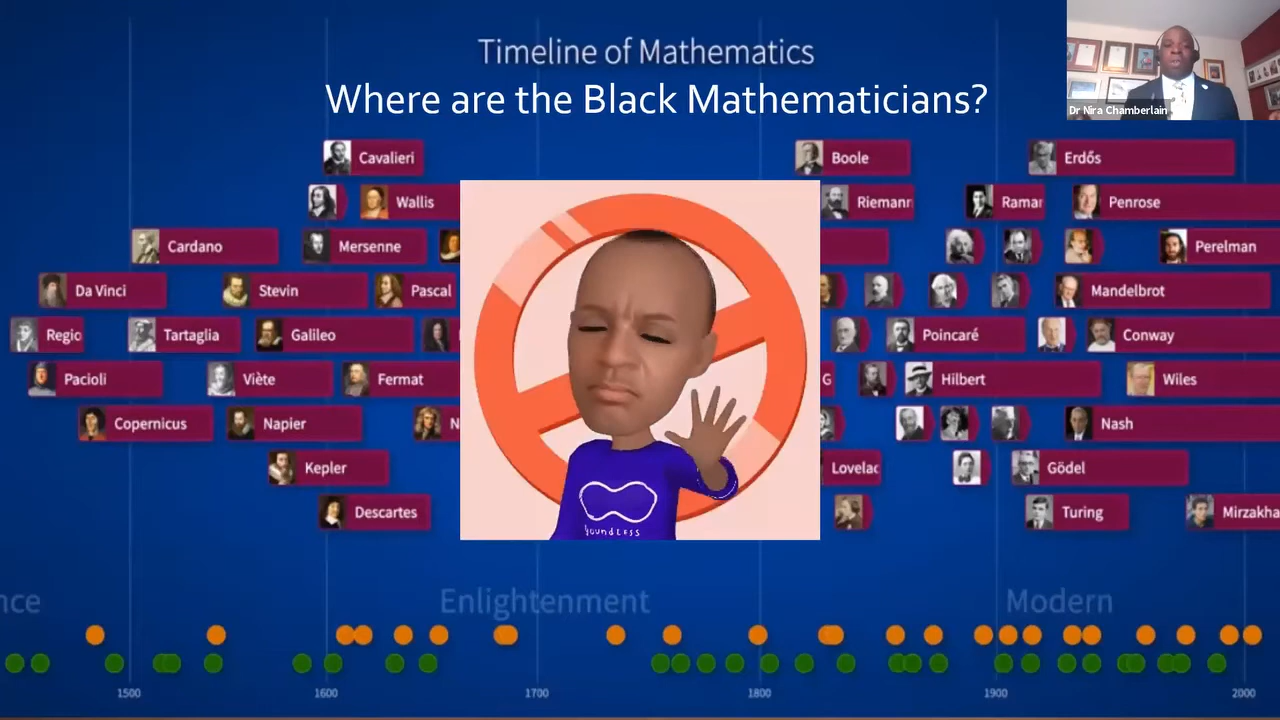 Timeline of Mathematics
Where are the Black Mathematicians?
Dr Nira Chamberlain
Cavalieri
Boole
Erdős
Wallis
Riemann
Ramar
Penrose
Cardano
Mersenne
Perelman
Da Vinci
Stevin
Pascal
Mandelbrot
Regio
Tartaglia
Galileo
Poincaré
Conway
Pacioli
Viète
Fermat
G
Hilbert
Wiles
Copernicus
Napier
N
Nash
Kepler
Lovelac
Gödel
Descartes
Turing
Mirzakha
youndless
nce
Enlightenment
Modern
1500
1600
1700
1800
1900
2000